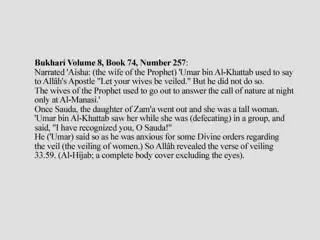 Bukhari Volume 8, Book 74, Number 257:
Narrated 'Aisha: (the wife of the Prophet) 'Umar bin Al-Khattab used to say
to Allâh's Apostle "Let your wives be veiled." But he did not do so.
The wives of the Prophet used to go out to answer the call of nature at night
only at Al-Manasi.'
Once Sauda, the daughter of Zam'a went out and she was a tall woman.
'Umar bin Al-Khattab saw her while she was (defecating) in a group, and
said, "I have recognized you, O Sauda!"
He ('Umar) said so as he was anxious for some Divine orders regarding
the veil (the veiling of women.) So Allâh revealed the verse of veiling
33.59. (Al-Hijab; a complete body cover excluding the eyes).